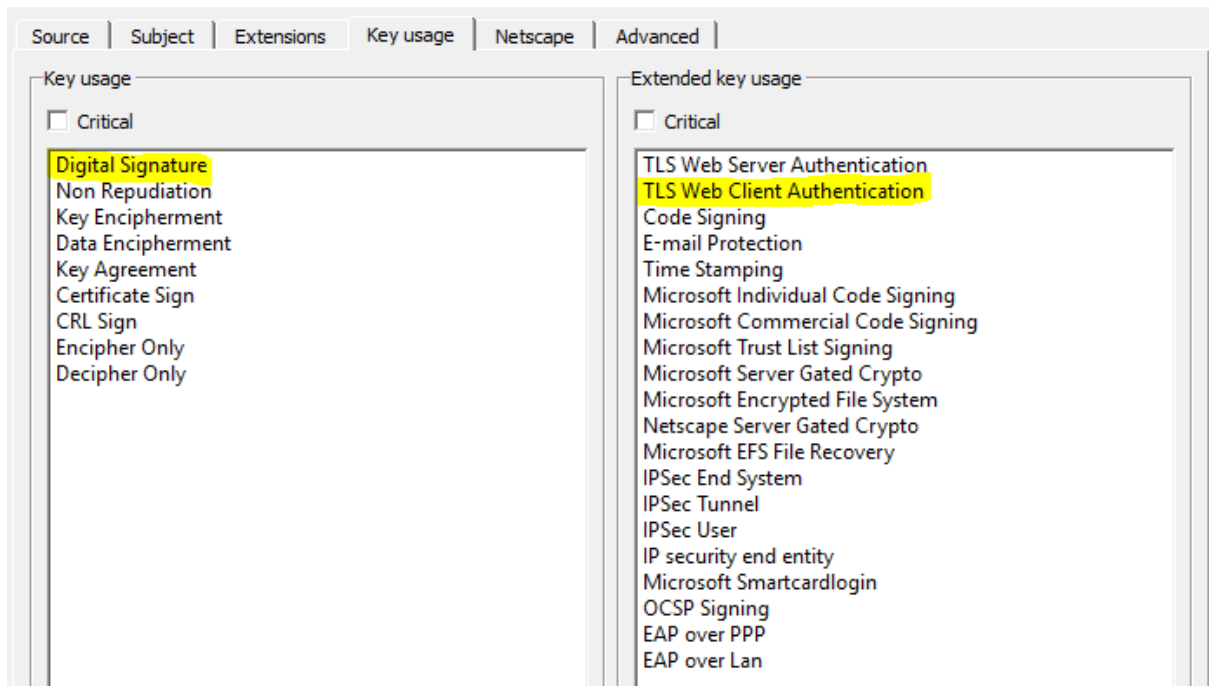 Source Subject Extensions Key usage Netscape Advanced
Key usage
Critical
Digital Signature
Non Repudiation
Key Encipherment
Data Encipherment
Key Agreement
Certificate Sign
CRL Sign
Encipher Only
Decipher Only
Extended key usage
Critical
TLS Web Server Authentication
TLS Web Client Authentication
Code Signing
E-mail Protection
Time Stamping
Microsoft Individual Code Signing
Microsoft Commercial Code Signing
Microsoft Trust List Signing
Microsoft Server Gated Crypto
Microsoft Encrypted File System
Netscape Server Gated Crypto
Microsoft EFS File Recovery
IPSec End System
IPSec Tunnel
IPSec User
IP security end entity
Microsoft Smartcardlogin
OCSP Signing
EAP over PPP
EAP over Lan